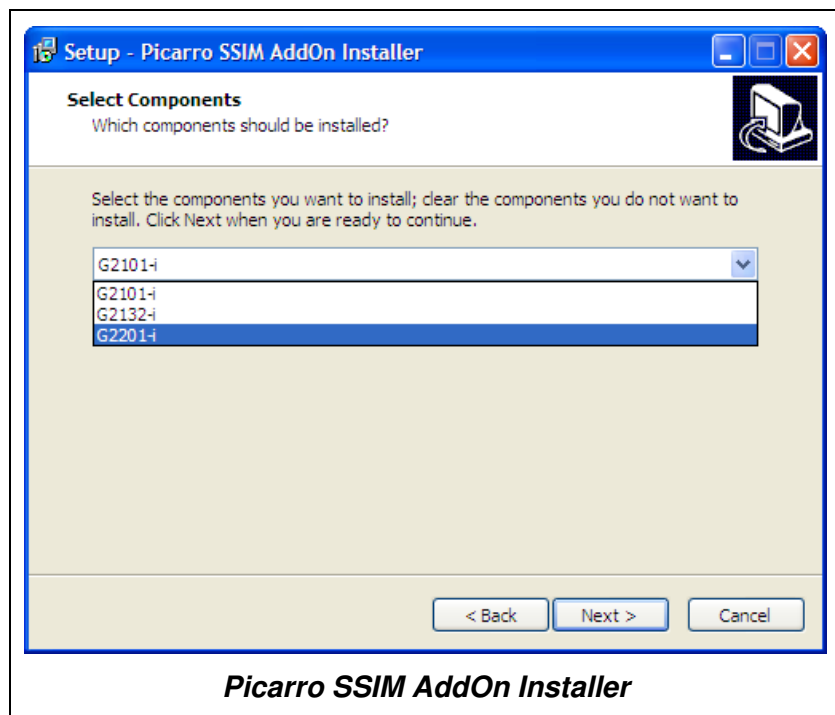 Setup - Picarro SSIM AddOn Installer
Select Components
Which components should be installed?
Select the components you want to install; clear the components you do not want to
install. Click Next when you are ready to continue.
G2101-i
G2101-i
G2132-i
G2201-i
< Back
Next >
Cancel
Picarro SSIM AddOn Installer